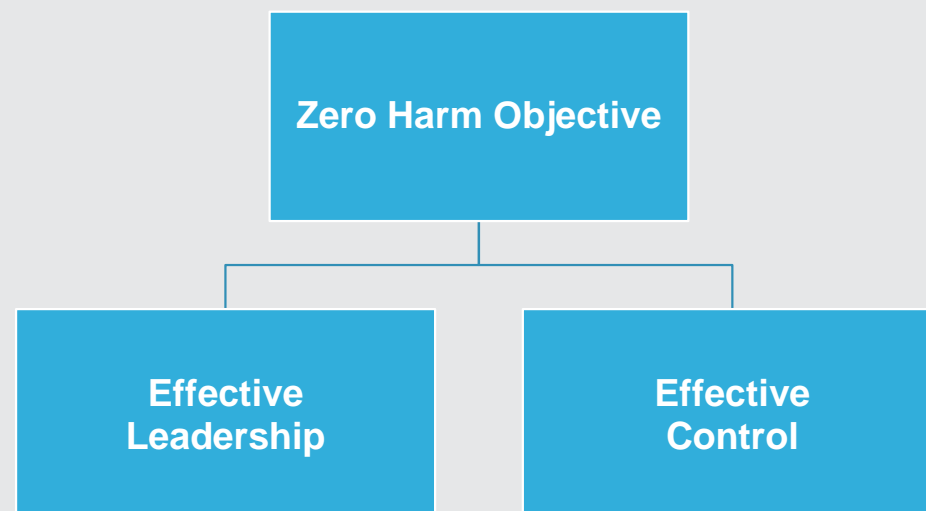 Zero Harm Objective
Effective
Leadership
Effective
Control